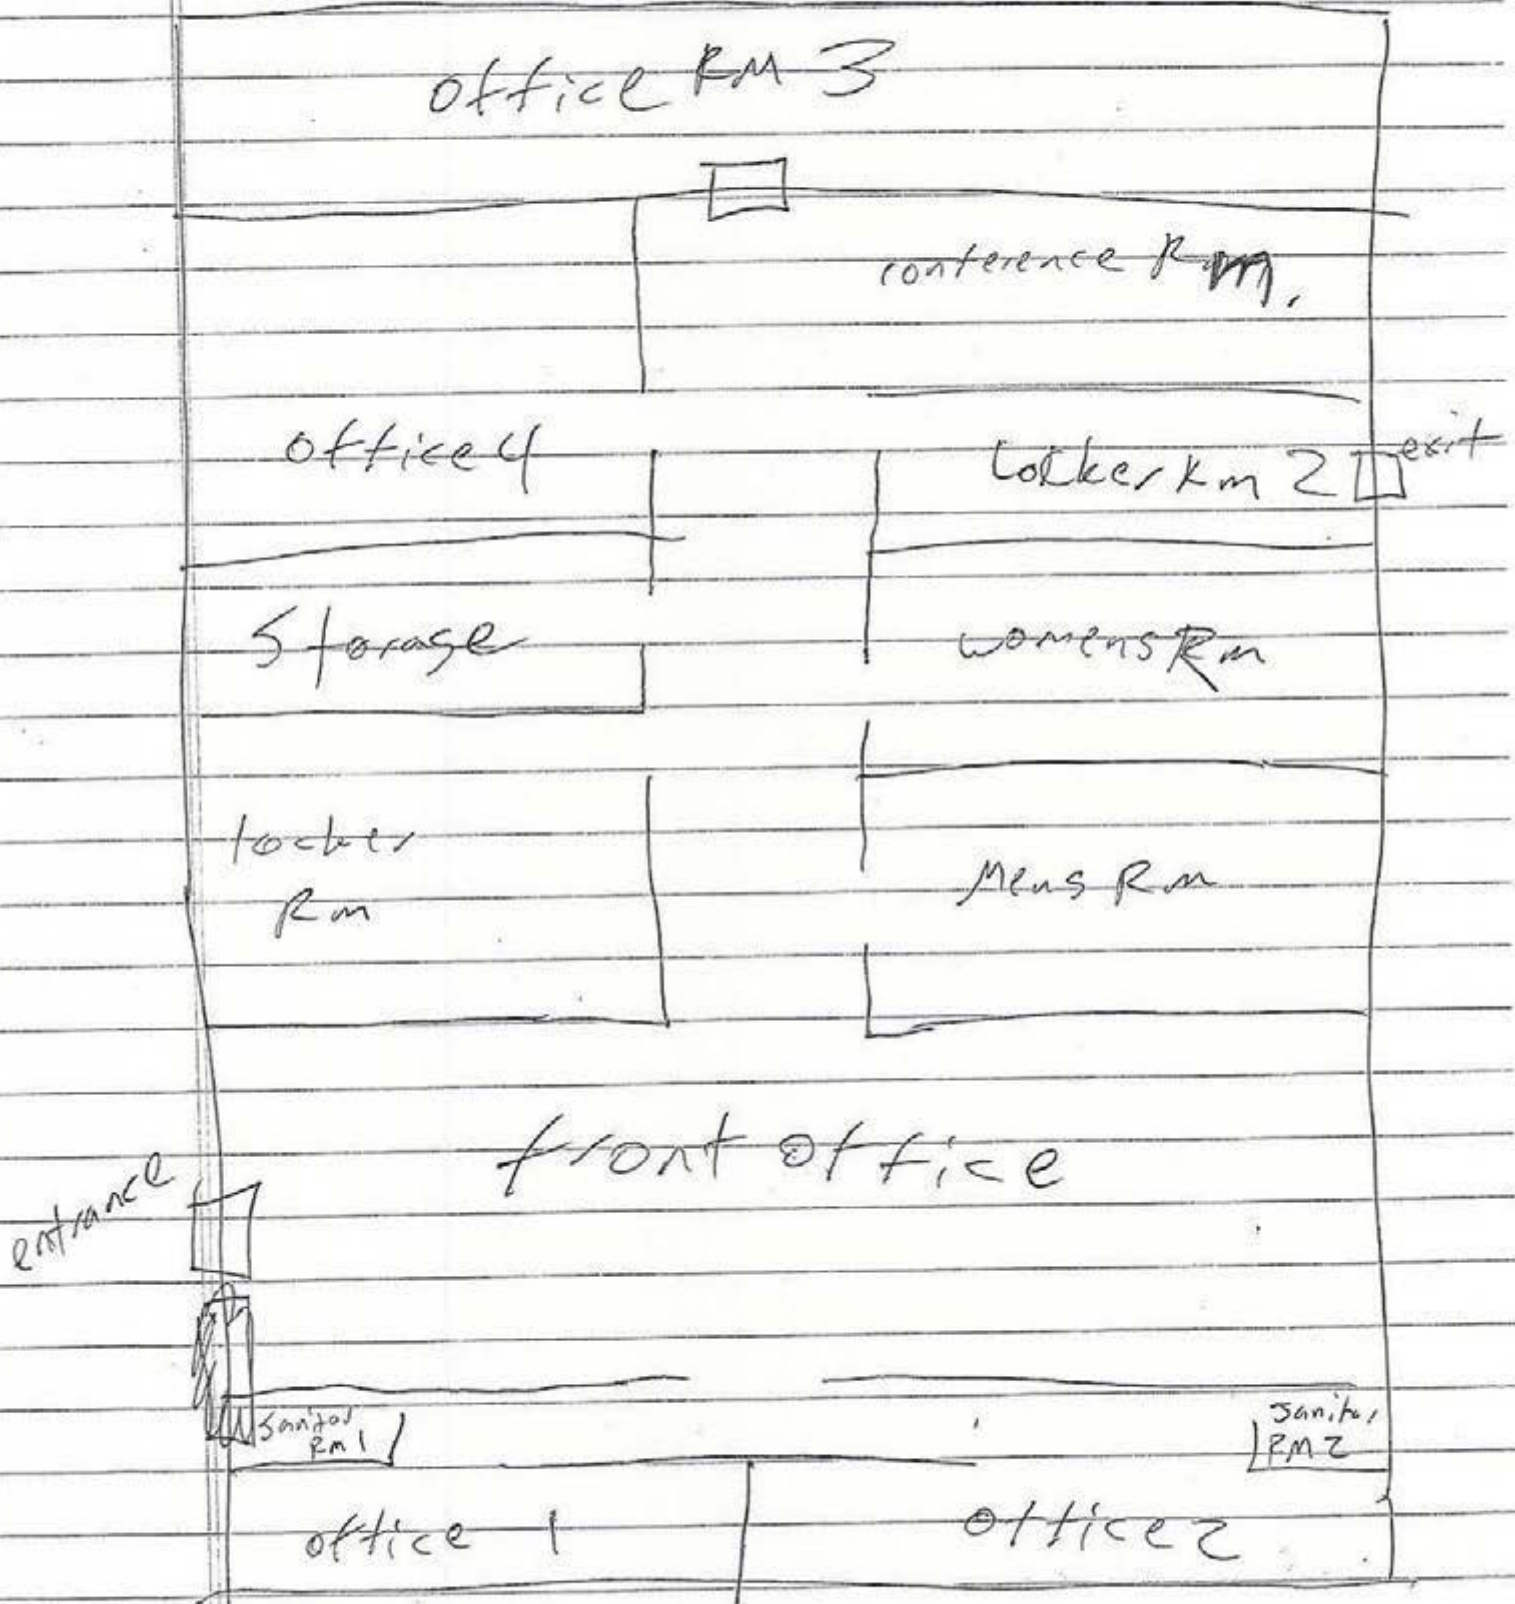 office RM 3
conference Rm.
office 4
Locker Rm 2
exit
Storage
womens Rm
locker
Rm
Mens Rm
front office
entrance
Janitor
Rm 1
Janitor
RM 2
office 1
office 2